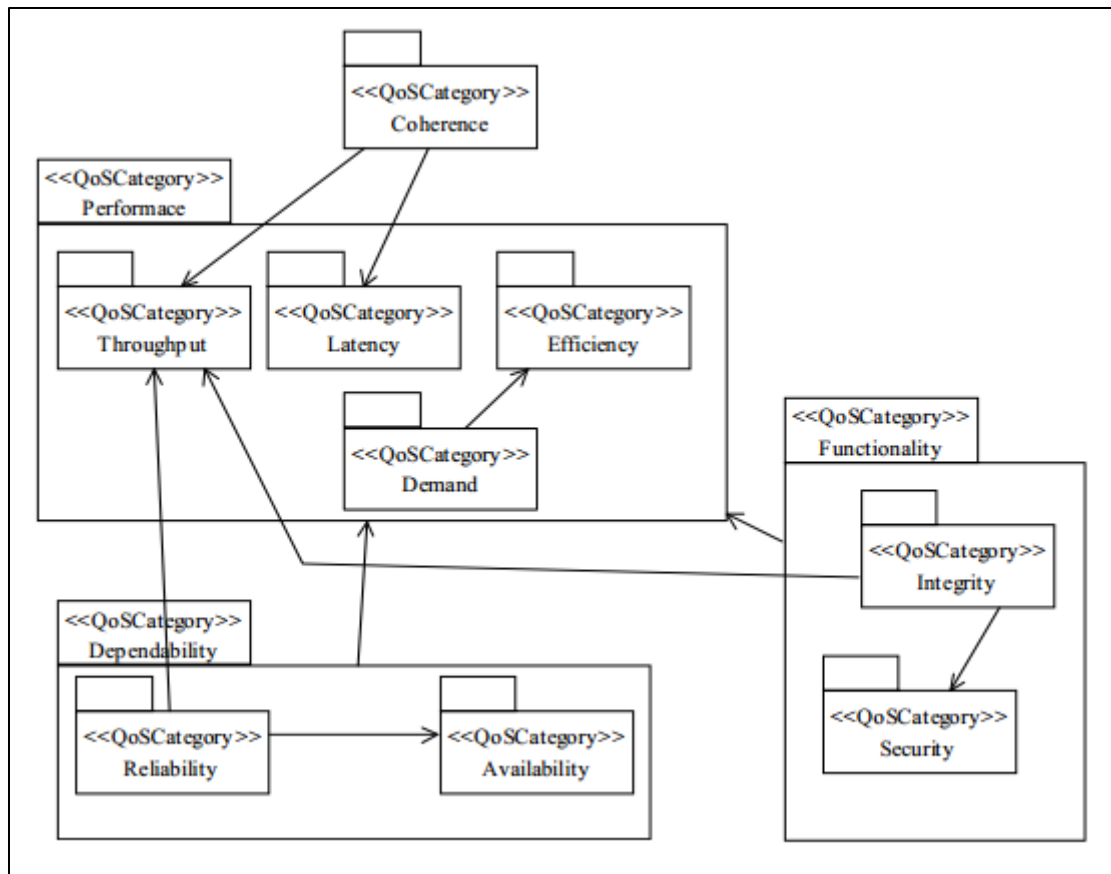 <<QoSCategory>>
Coherence
<<QoSCategory>>
Performace
<<QoSCategory>>
Throughput
<<QoSCategory>>
Latency
<<QoSCategory>>
Efficiency
<<QoSCategory>>
Demand
<<QoSCategory>>
Functionality
<<QoSCategory>>
Integrity
<<QoSCategory>>
Security
<<QoSCategory>>
Dependability
<<QoSCategory>>
Reliability
<<QoSCategory>>
Availability